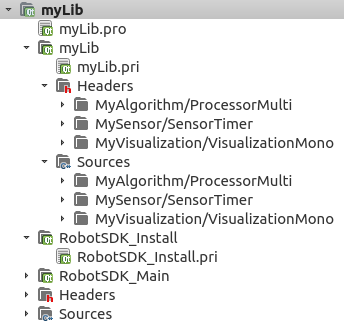 myLib
myLib.pro
myLib
myLib.pri
Headers
MyAlgorithm/ProcessorMulti
MySensor/SensorTimer
MyVisualization/VisualizationMono
Sources
MyAlgorithm/ProcessorMulti
MySensor/SensorTimer
MyVisualization/VisualizationMono
RobotSDK_Install
RobotSDK_Install.pri
RobotSDK_Main
Headers
Sources